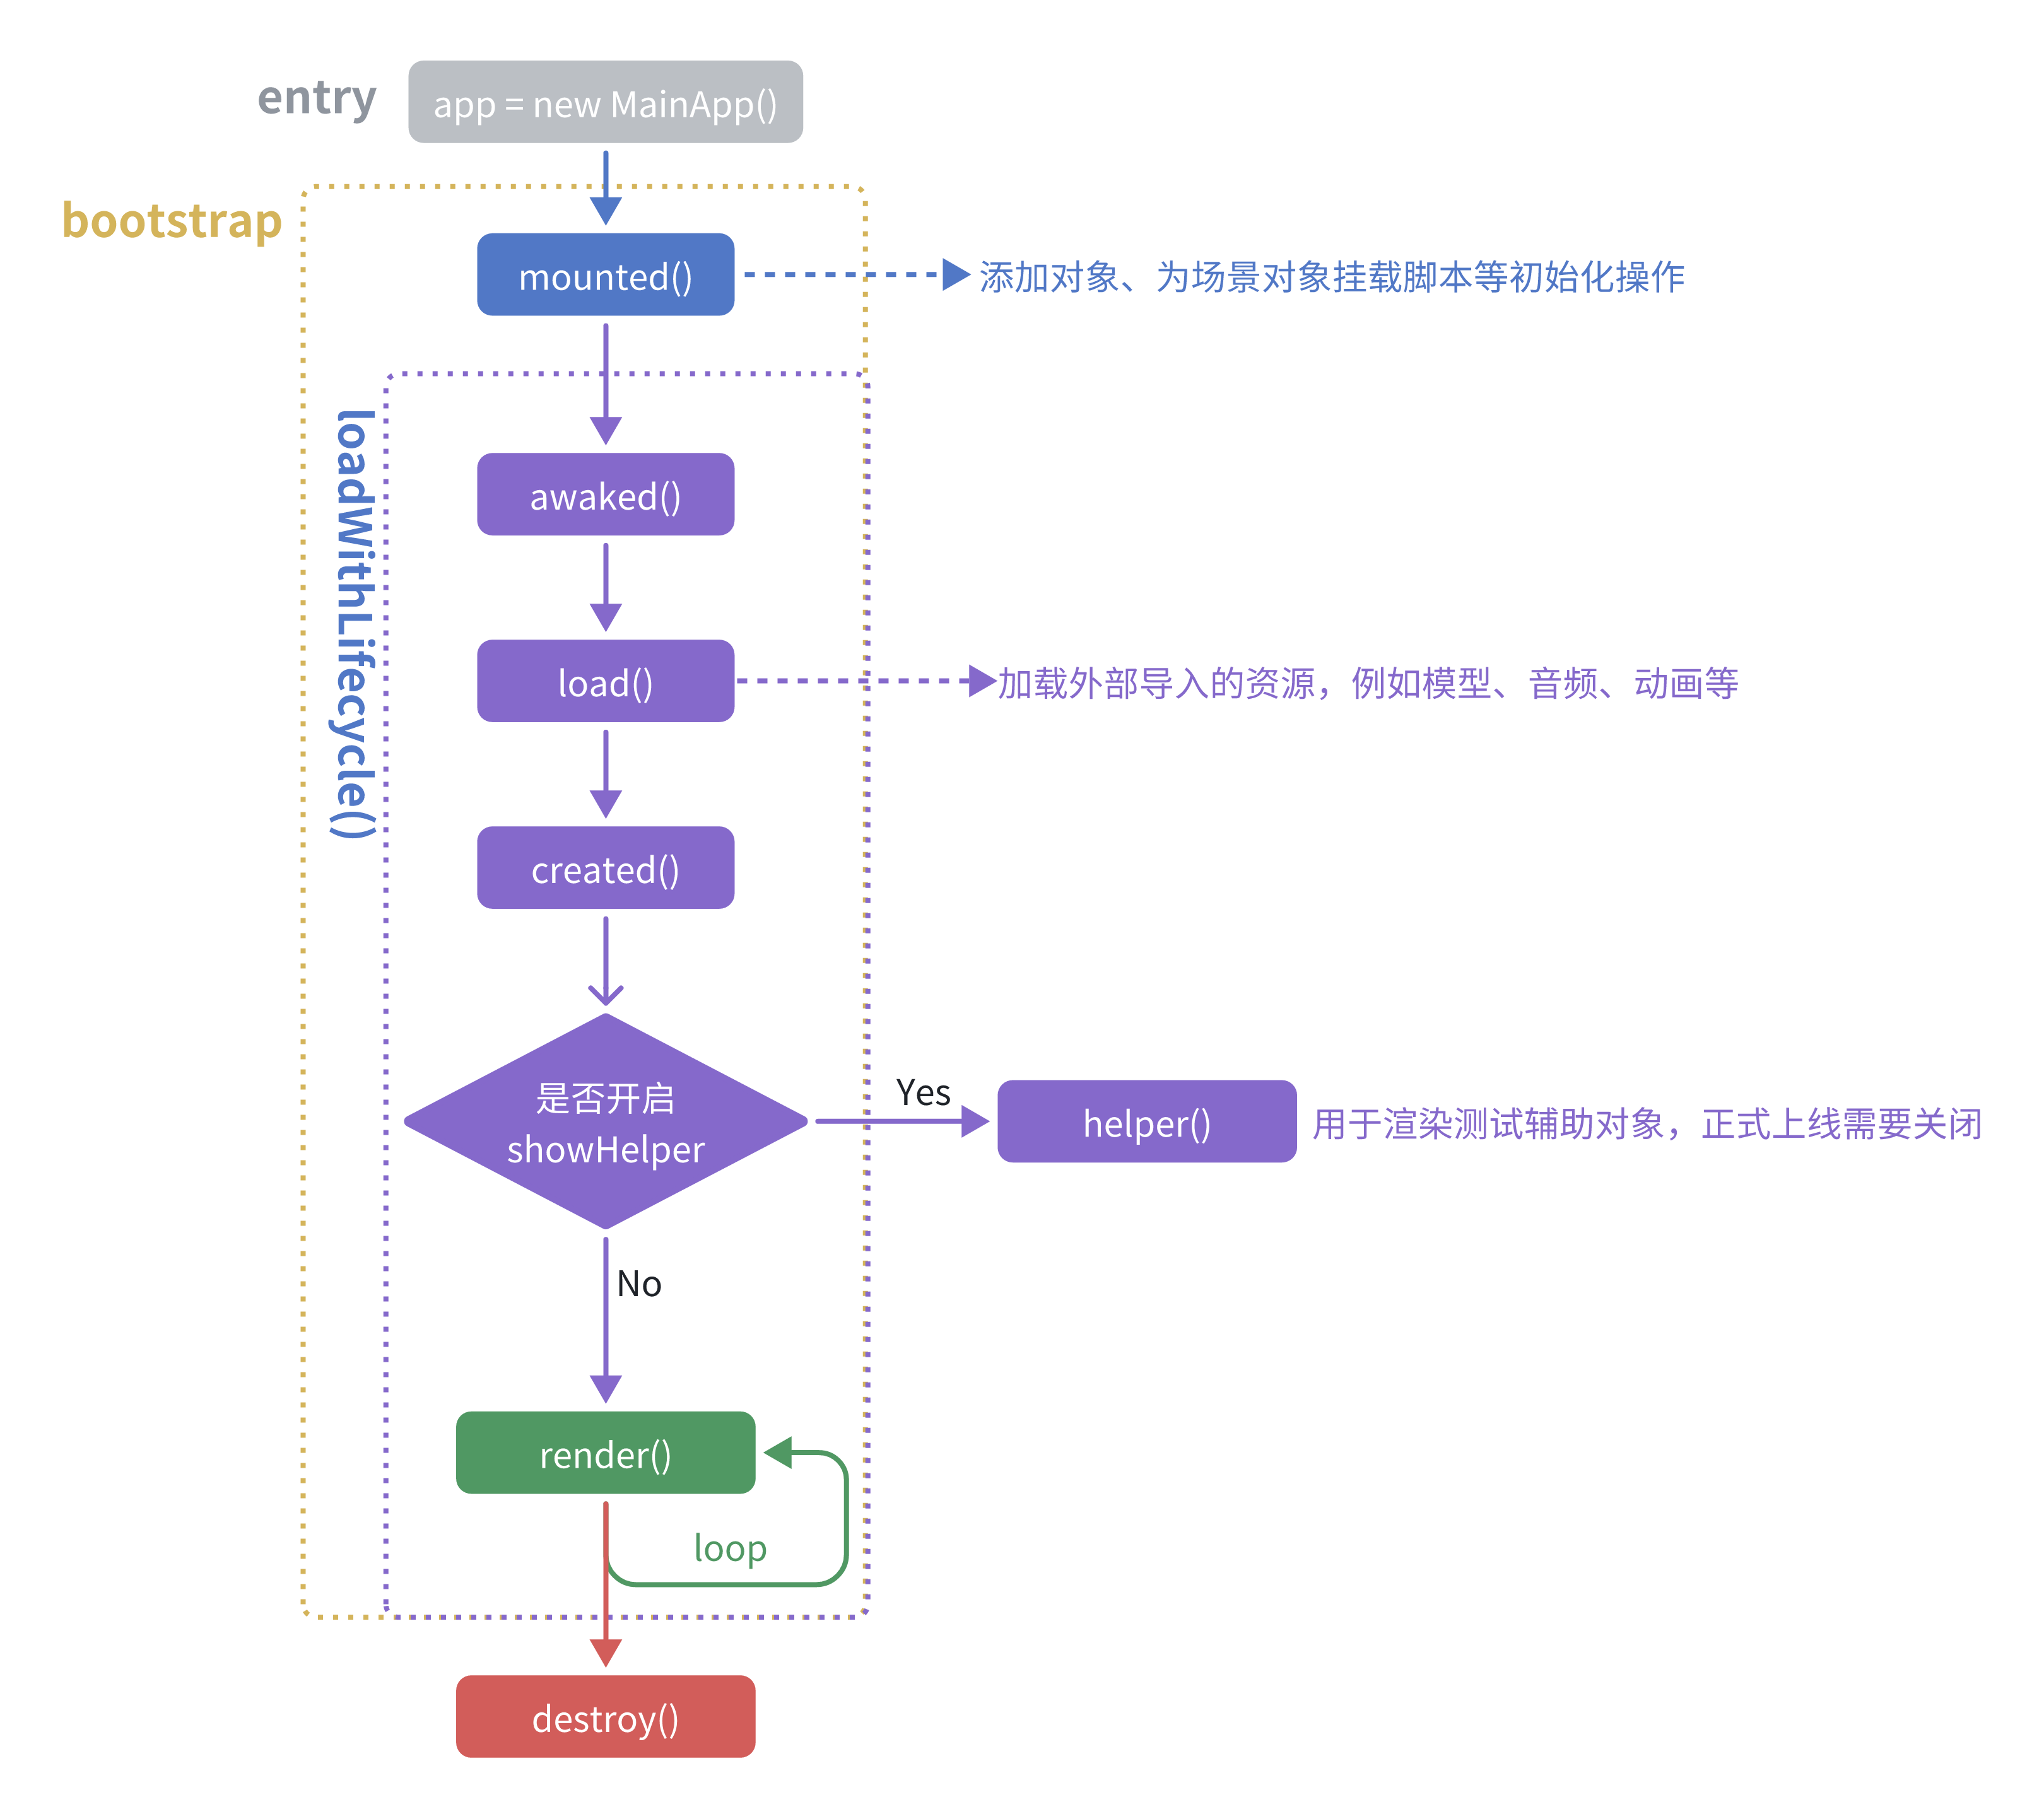 entry
app = new MainApp()
bootstrap
mounted()
添加对象、为场景对象挂载脚本等初始化操作
loadWithLifecycle()
awaked()
load()
加载外部导入的资源，例如模型、音频、动画等
created()
是否开启
showHelper
Yes
helper()
用于渲染测试辅助对象，正式上线需要关闭
No
render()
loop
destroy()